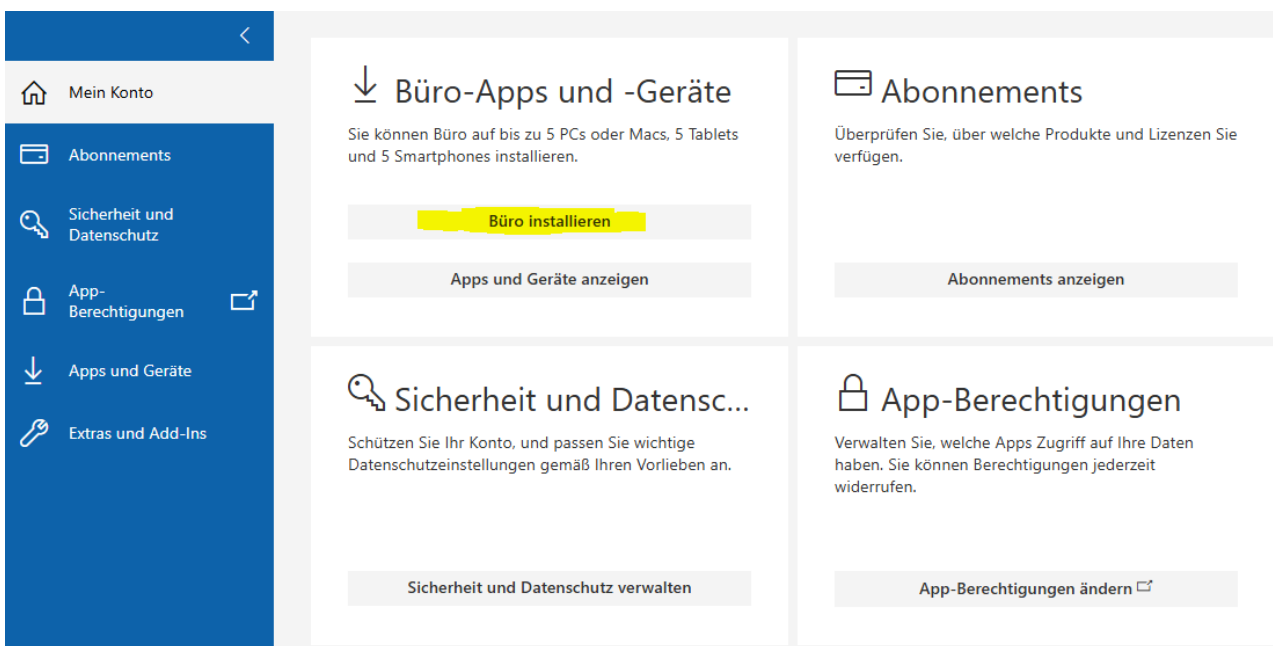 Mein Konto
Abonnements
Sicherheit und
Datenschutz
App-
Berechtigungen
Apps und Geräte
Extras und Add-Ins
Büro-Apps und -Geräte
Sie können Büro auf bis zu 5 PCs oder Macs, 5 Tablets
und 5 Smartphones installieren.
Büro installieren
Apps und Geräte anzeigen
Abonnements
Überprüfen Sie, über welche Produkte und Lizenzen Sie
verfügen.
Abonnements anzeigen
Sicherheit und Datensc...
Schützen Sie Ihr Konto, und passen Sie wichtige
Datenschutzeinstellungen gemäß Ihren Vorlieben an.
Sicherheit und Datenschutz verwalten
App-Berechtigungen
Verwalten Sie, welche Apps Zugriff auf Ihre Daten
haben. Sie können Berechtigungen jederzeit
widerrufen.
App-Berechtigungen ändern